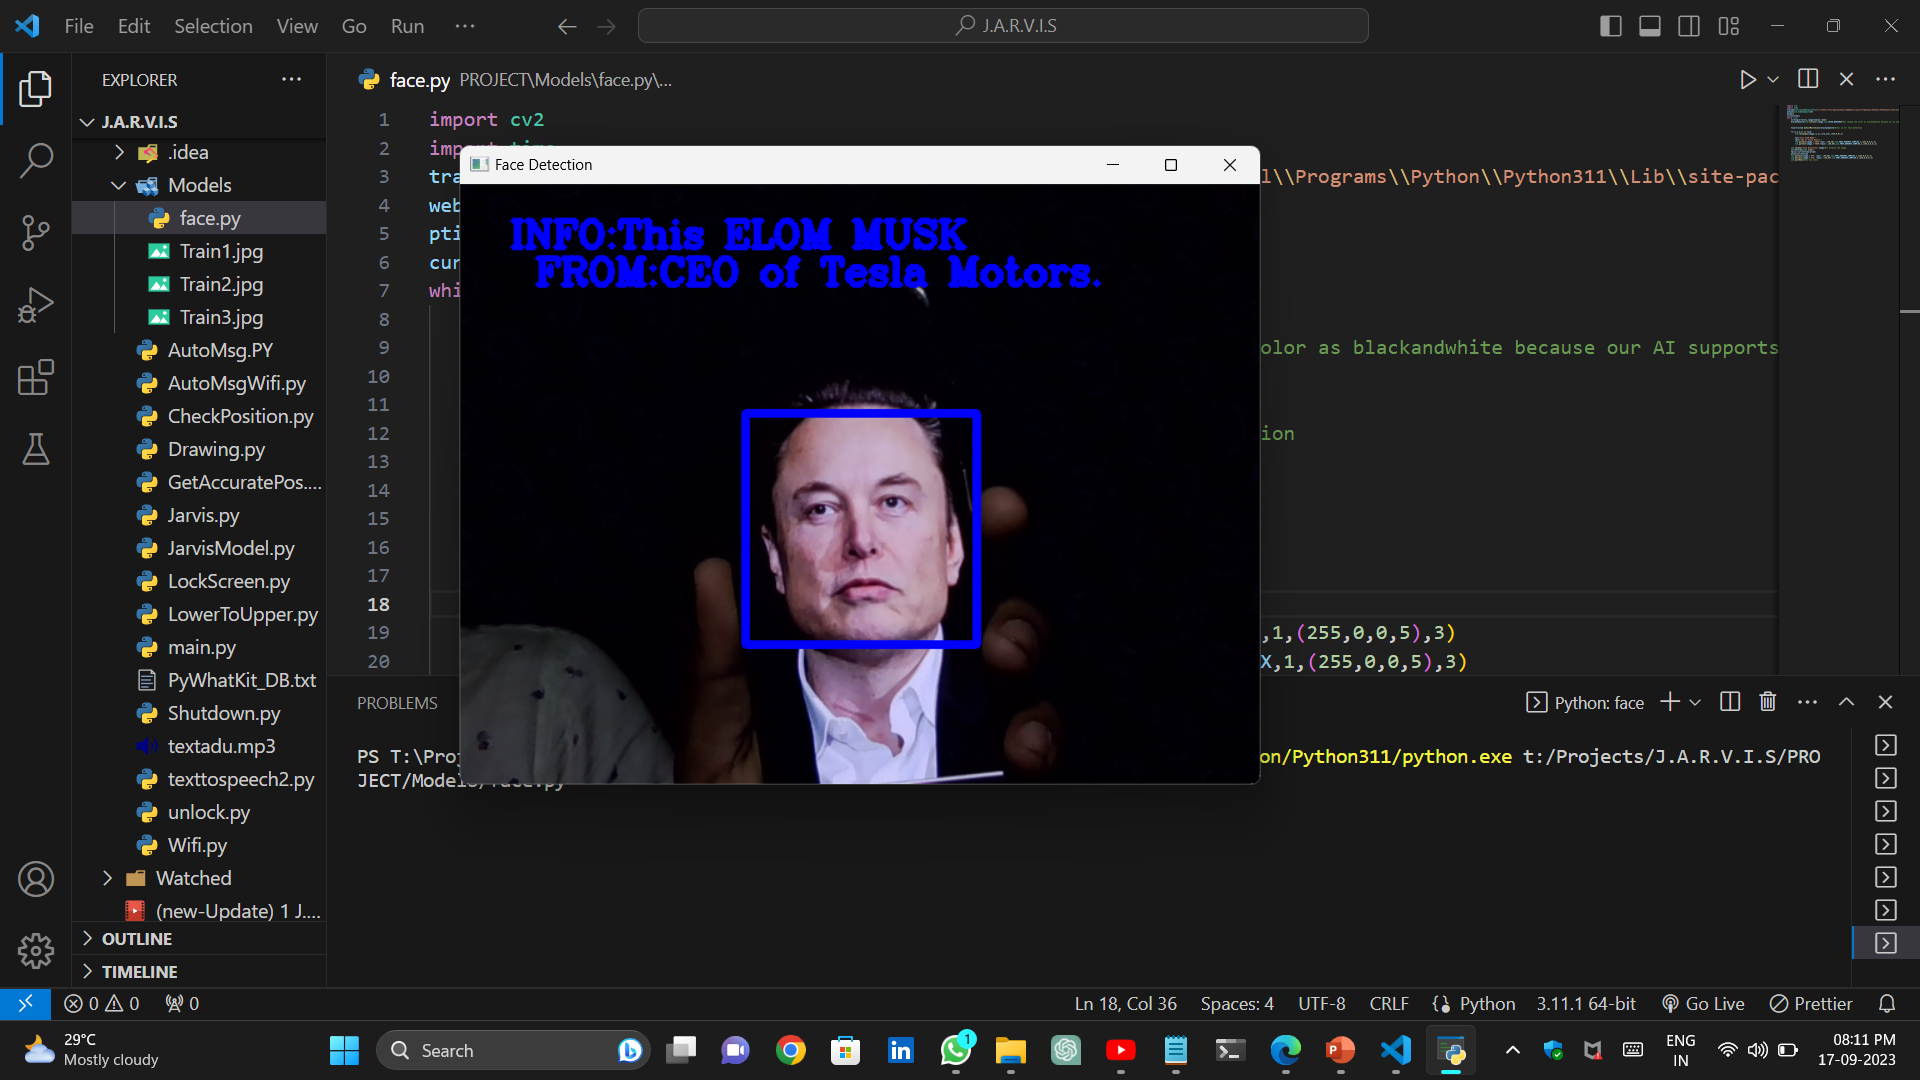 File Edit Selection View Go Run ···
J.A.R.V.I.S
EXPLORER
J.A.R.V.I.S
.idea
Models
face.py
Train1.jpg
Train2.jpg
Train3.jpg
AutoMsg.PY
AutoMsgWifi.py
CheckPosition.py
Drawing.py
GetAccuratePos....
Jarvis.py
JarvisModel.py
LockScreen.py
LowerToUpper.py
main.py
PyWhatKit_DB.txt
Shutdown.py
textadu.mp3
texttospeech2.py
unlock.py
Wifi.py
Watched
(new-Update) 1 J....
OUTLINE
TIMELINE
face.py PROJECT\Models\face.py\...
1 import cv2
2
3 tra l\\Programs\\Python\\Python311\\Lib\\site-pac
4 web
5 pti
6 cur
7 whi
8
9 olor as blackandwhite because our AI supports
10
11
12 ion
13
14
15
16
17
18
19 ,1,(255,0,0,5),3)
20 X,1,(255,0,0,5),3)
Face Detection
INFO:This ELOM MUSK
FROM:CEO of Tesla Motors.
PROBLEMS
Python: face
PS T:\Proj on/Python311/python.exe t:/Projects/J.A.R.V.I.S/PRO
JECT/Models/face.py
0 0 0
Ln 18, Col 36 Spaces: 4 UTF-8 CRLF Python 3.11.1 64-bit Go Live Prettier
29°C
Mostly cloudy
Search
1
ENG
IN
08:11 PM
17-09-2023